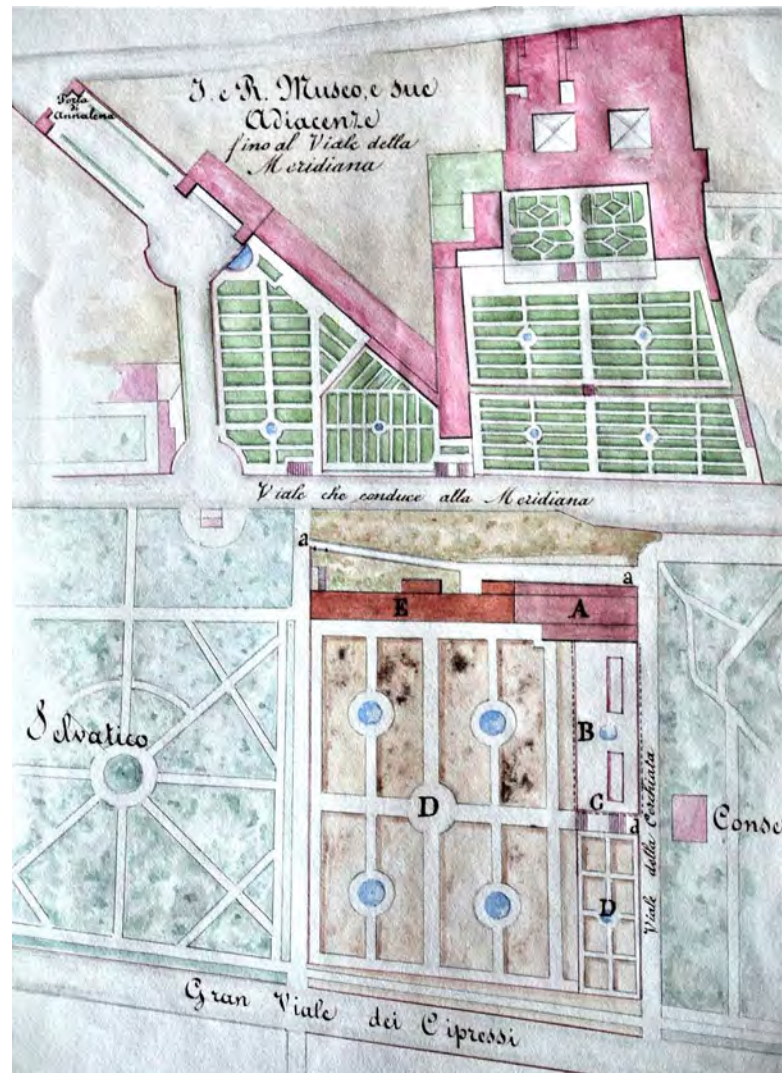 Porta
di
Annalena
I. e R. Museo, e sue
Adiacenze
fino al Viale della
Meridiana
Viale che conduce alla Meridiana
a
a
E
A
Selvatico
B
Viale della Cerchiata
C
D
d
Conse
D
Gran Viale dei Cipressi